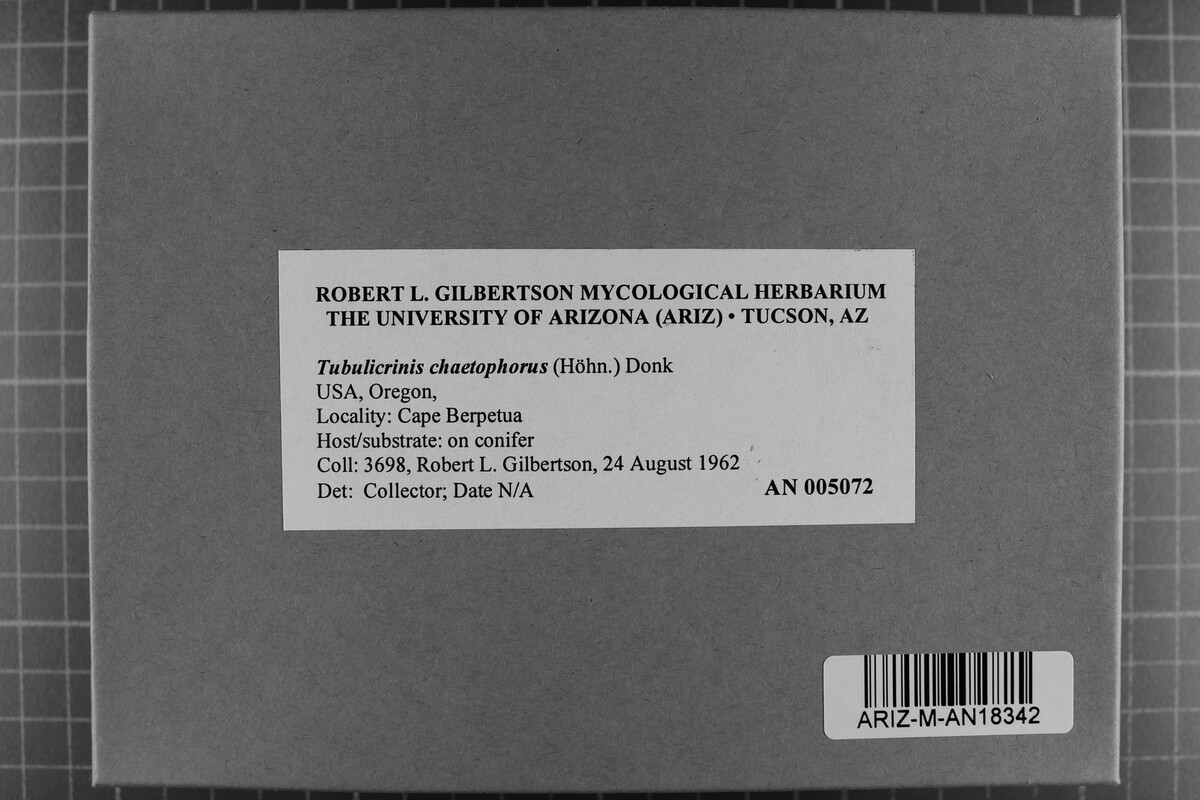 ROBERT L. GILBERTSON MYCOLOGICAL HERBARIUM
THE UNIVERSITY OF ARIZONA (ARIZ) • TUCSON, AZ
Tubulicrinis chaetophorus (Höhn.) Donk
USA, Oregon,
Locality: Cape Berpetua
Host/substrate: on conifer
Coll: 3698, Robert L. Gilbertson, 24 August 1962
Det: Collector; Date N/A
AN 005072
ARIZ-M-AN18342